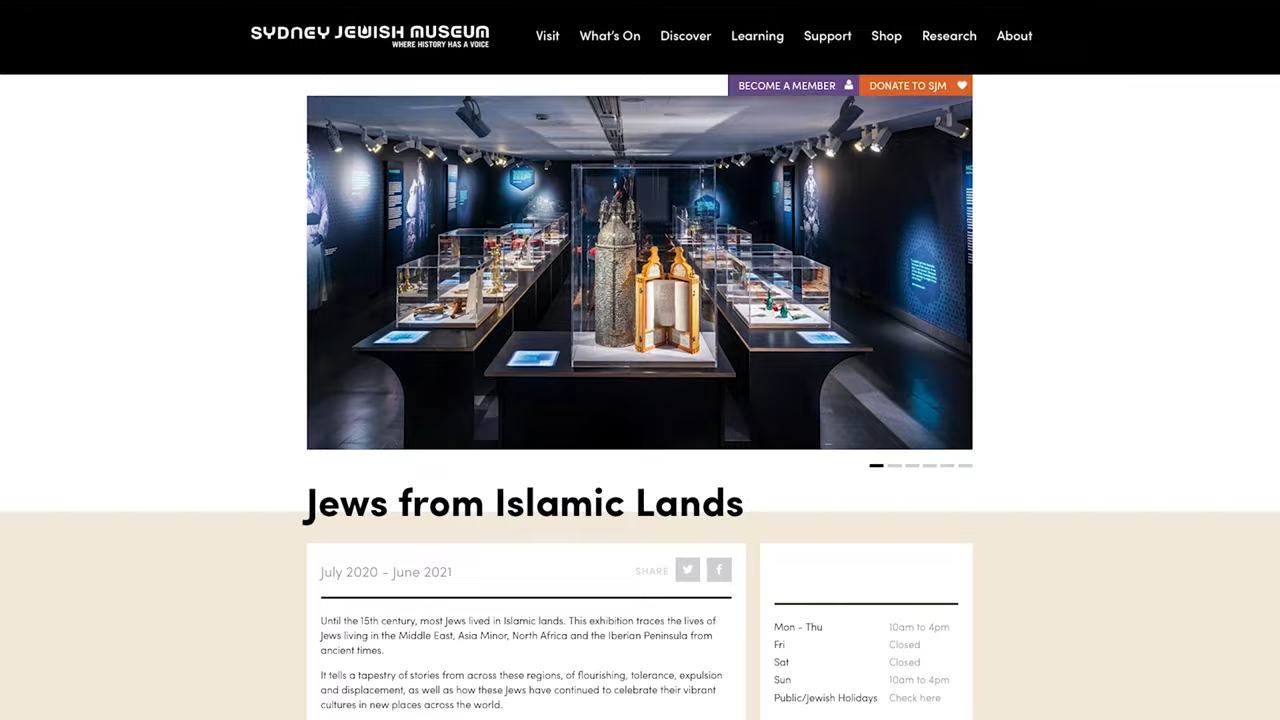 SYDNEY JEWISH MUSEUM
WHERE HISTORY HAS A VOICE
Visit What's On Discover Learning Support Shop Research About
BECOME A MEMBER DONATE TO SJM
Jews from Islamic Lands
July 2020 - June 2021
SHARE
Until the 15th century, most Jews lived in Islamic lands. This exhibition traces the lives of
Jews living in the Middle East, Asia Minor, North Africa and the Iberian Peninsula from
ancient times.
It tells a tapestry of stories from across these regions, of flourishing, tolerance, expulsion
and displacement, as well as how these Jews have continued to celebrate their vibrant
cultures in new places across the world.
Mon - Thu 10am to 4pm
Fri Closed
Sat Closed
Sun 10am to 4pm
Public/Jewish Holidays Check here